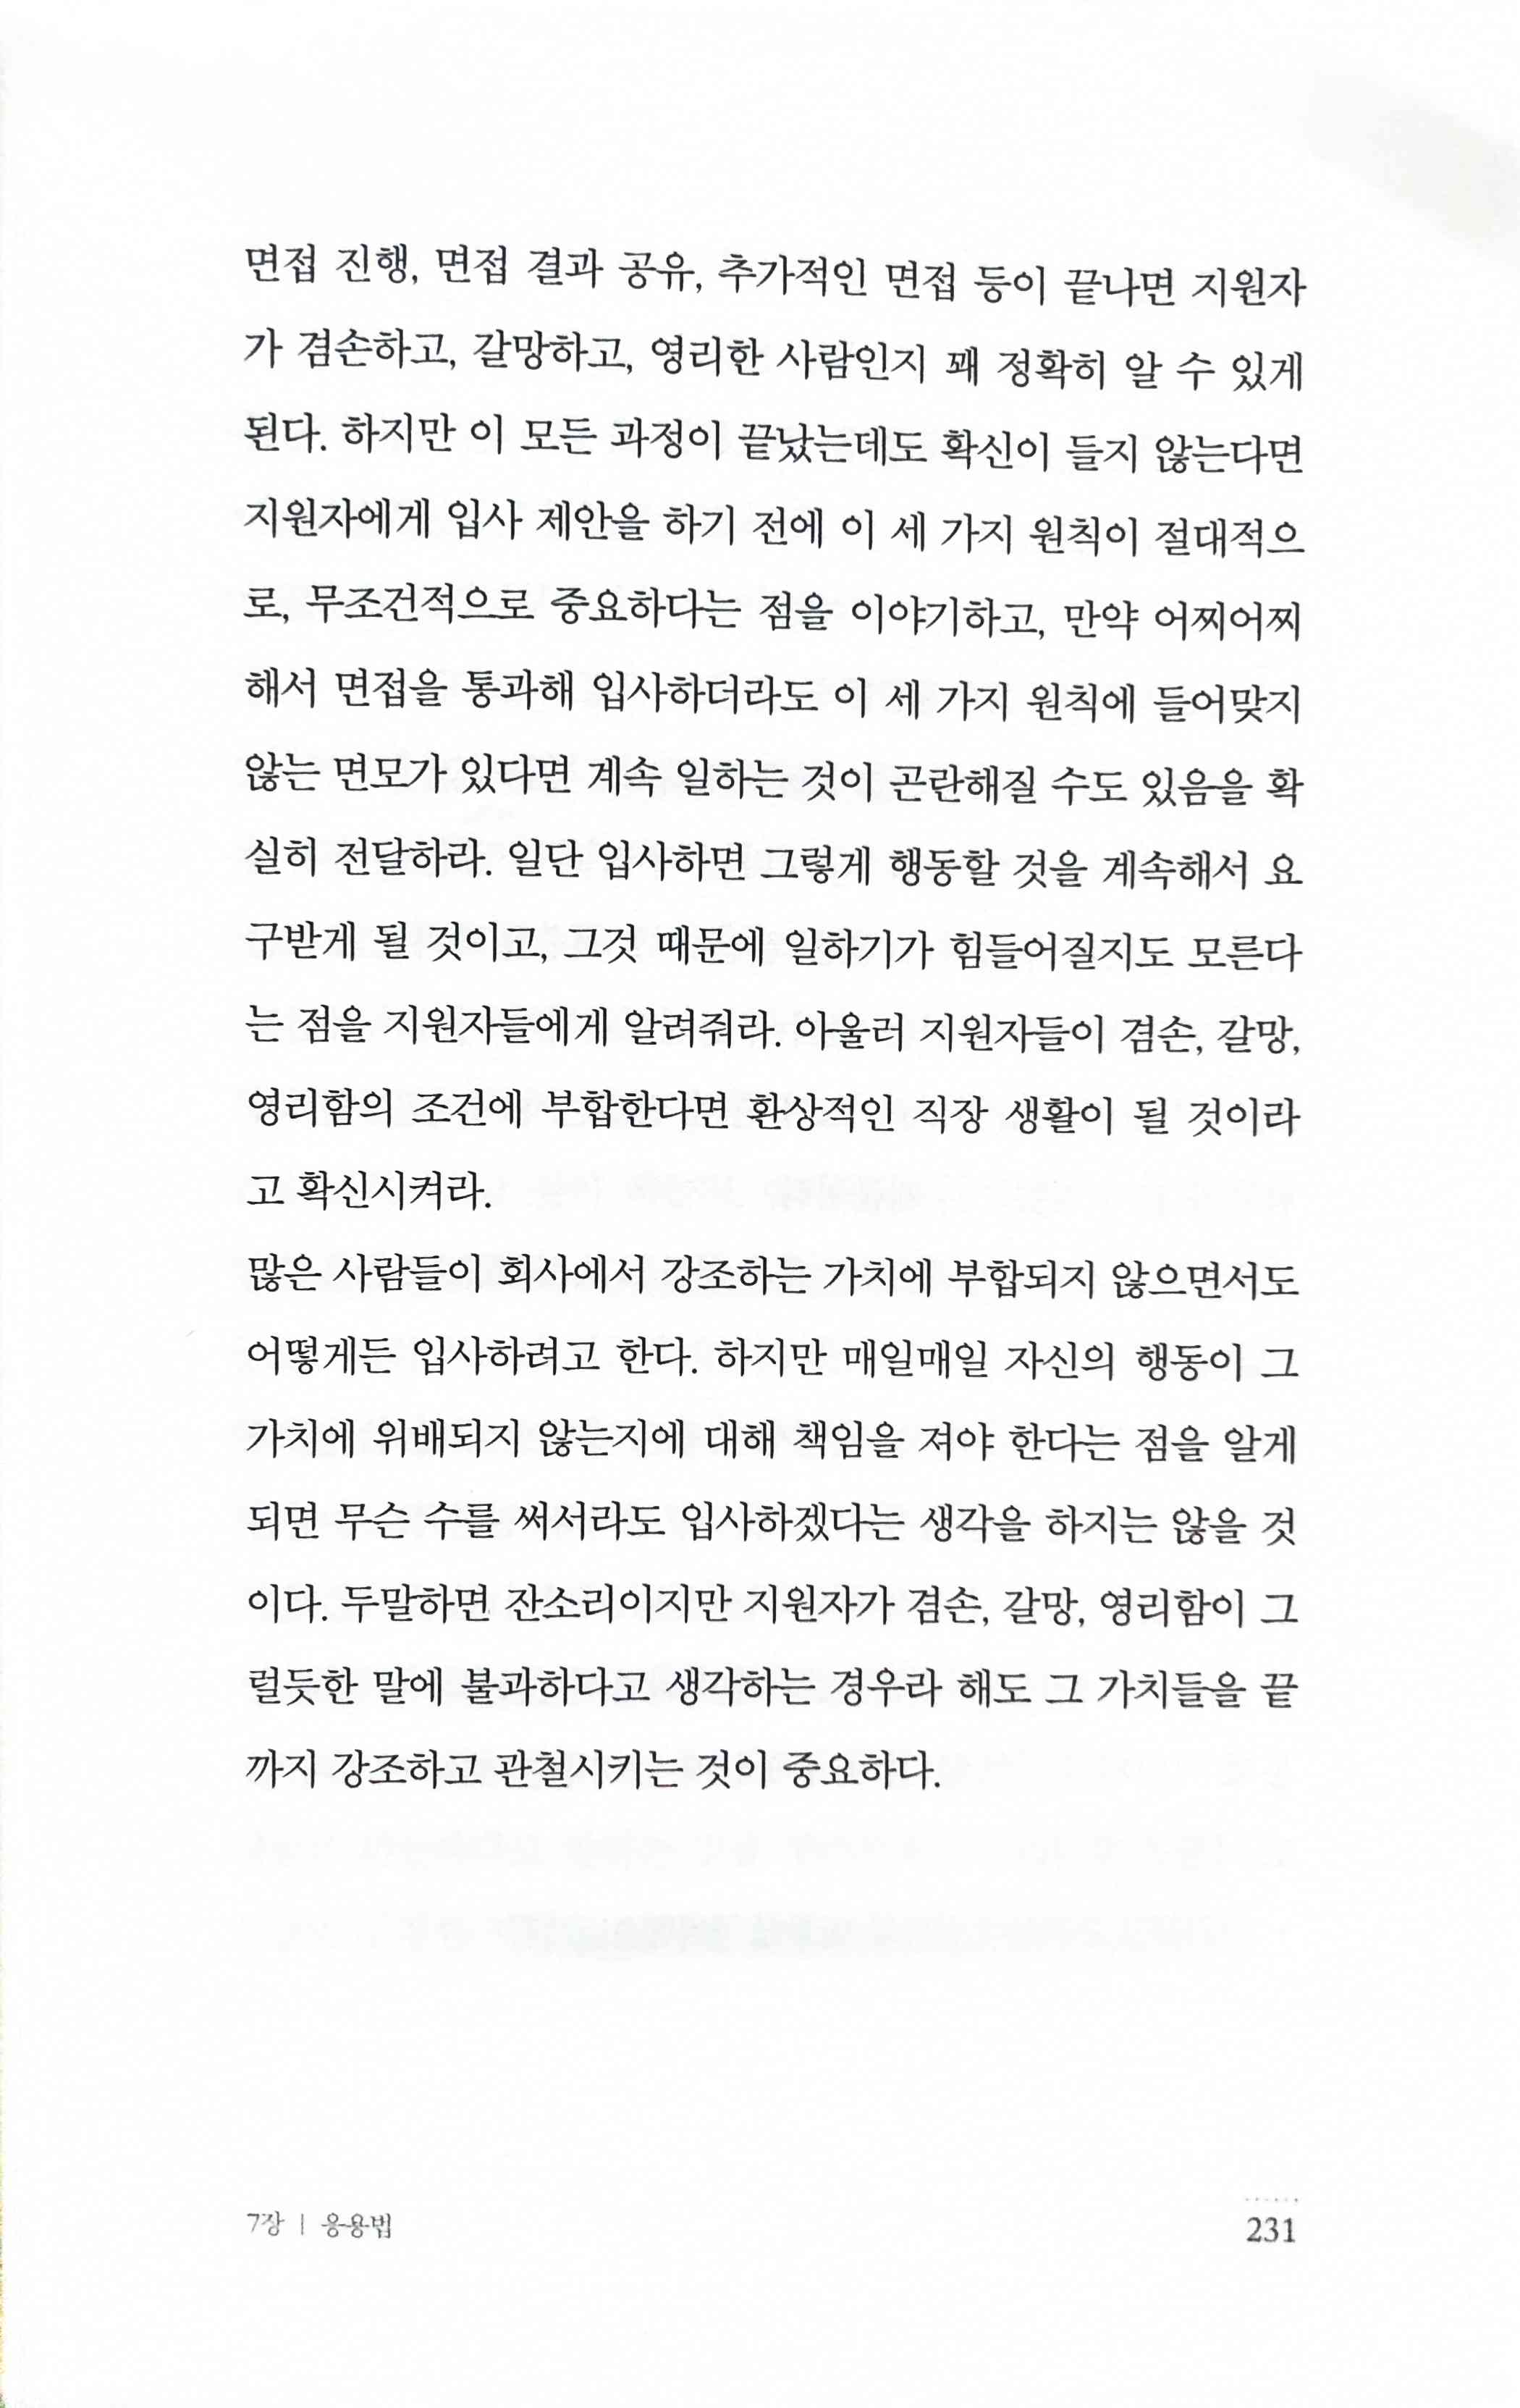 면접 진행, 면접 결과 공유, 추가적인 면접 등이 끝나면 지원자
가 겸손하고, 갈망하고, 영리한 사람인지 꽤 정확히 알 수 있게
된다. 하지만 이 모든 과정이 끝났는데도 확신이 들지 않는다면
지원자에게 입사 제안을 하기 전에 이 세 가지 원칙이 절대적으
로, 무조건적으로 중요하다는 점을 이야기하고, 만약 어찌어찌
해서 면접을 통과해 입사하더라도 이 세 가지 원칙에 들어맞지
않는 면모가 있다면 계속 일하는 것이 곤란해질 수도 있음을 확
실히 전달하라. 일단 입사하면 그렇게 행동할 것을 계속해서 요
구받게 될 것이고, 그것 때문에 일하기가 힘들어질지도 모른다
는 점을 지원자들에게 알려줘라. 아울러 지원자들이 겸손, 갈망,
영리함의 조건에 부합한다면 환상적인 직장 생활이 될 것이라
고 확신시켜라.
많은 사람들이 회사에서 강조하는 가치에 부합되지 않으면서도
어떻게든 입사하려고 한다. 하지만 매일매일 자신의 행동이 그
가치에 위배되지 않는지에 대해 책임을 져야 한다는 점을 알게
되면 무슨 수를 써서라도 입사하겠다는 생각을 하지는 않을 것
이다. 두말하면 잔소리이지만 지원자가 겸손, 갈망, 영리함이 그
럴듯한 말에 불과하다고 생각하는 경우라 해도 그 가치들을 끝
까지 강조하고 관철시키는 것이 중요하다.
7장 | 응용법
231